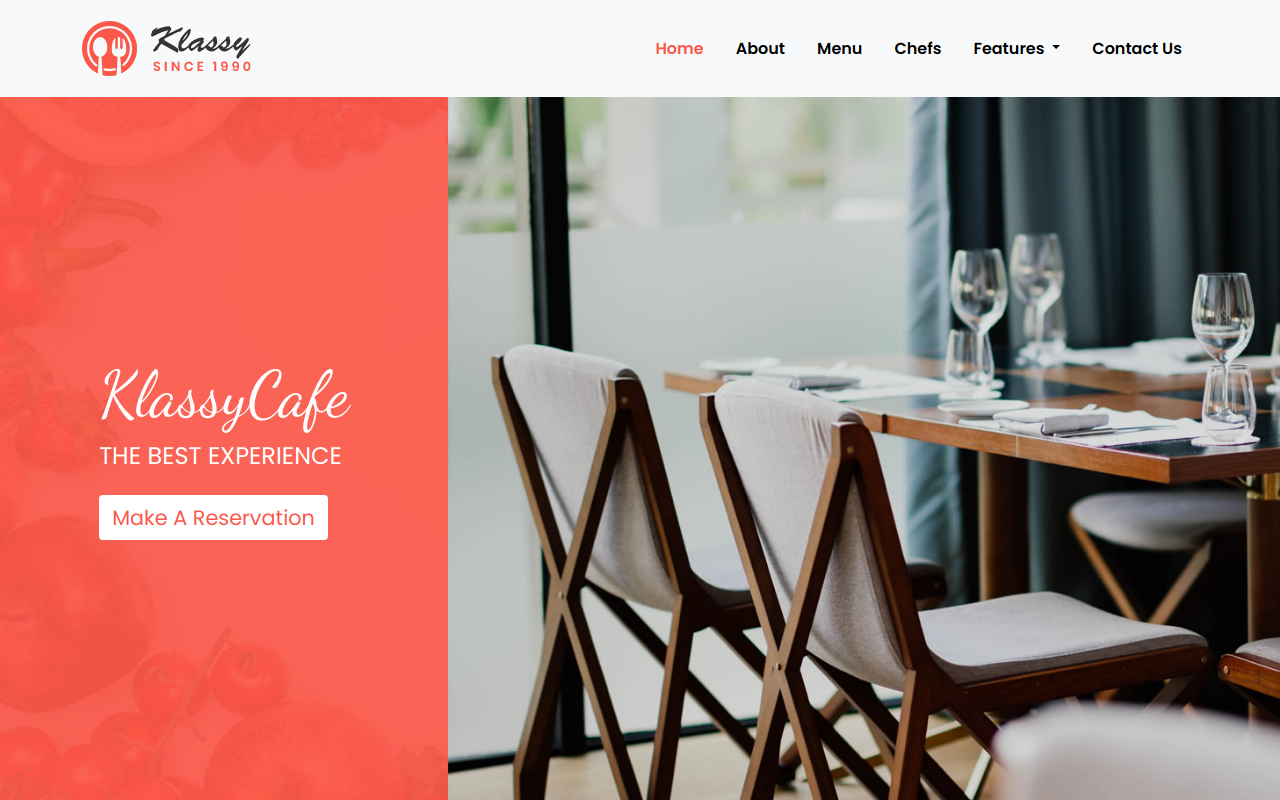 Klassy
SINCE 1990
Home
About
Menu
Chefs
Features
Contact Us
KlassyCafe
THE BEST EXPERIENCE
Make A Reservation